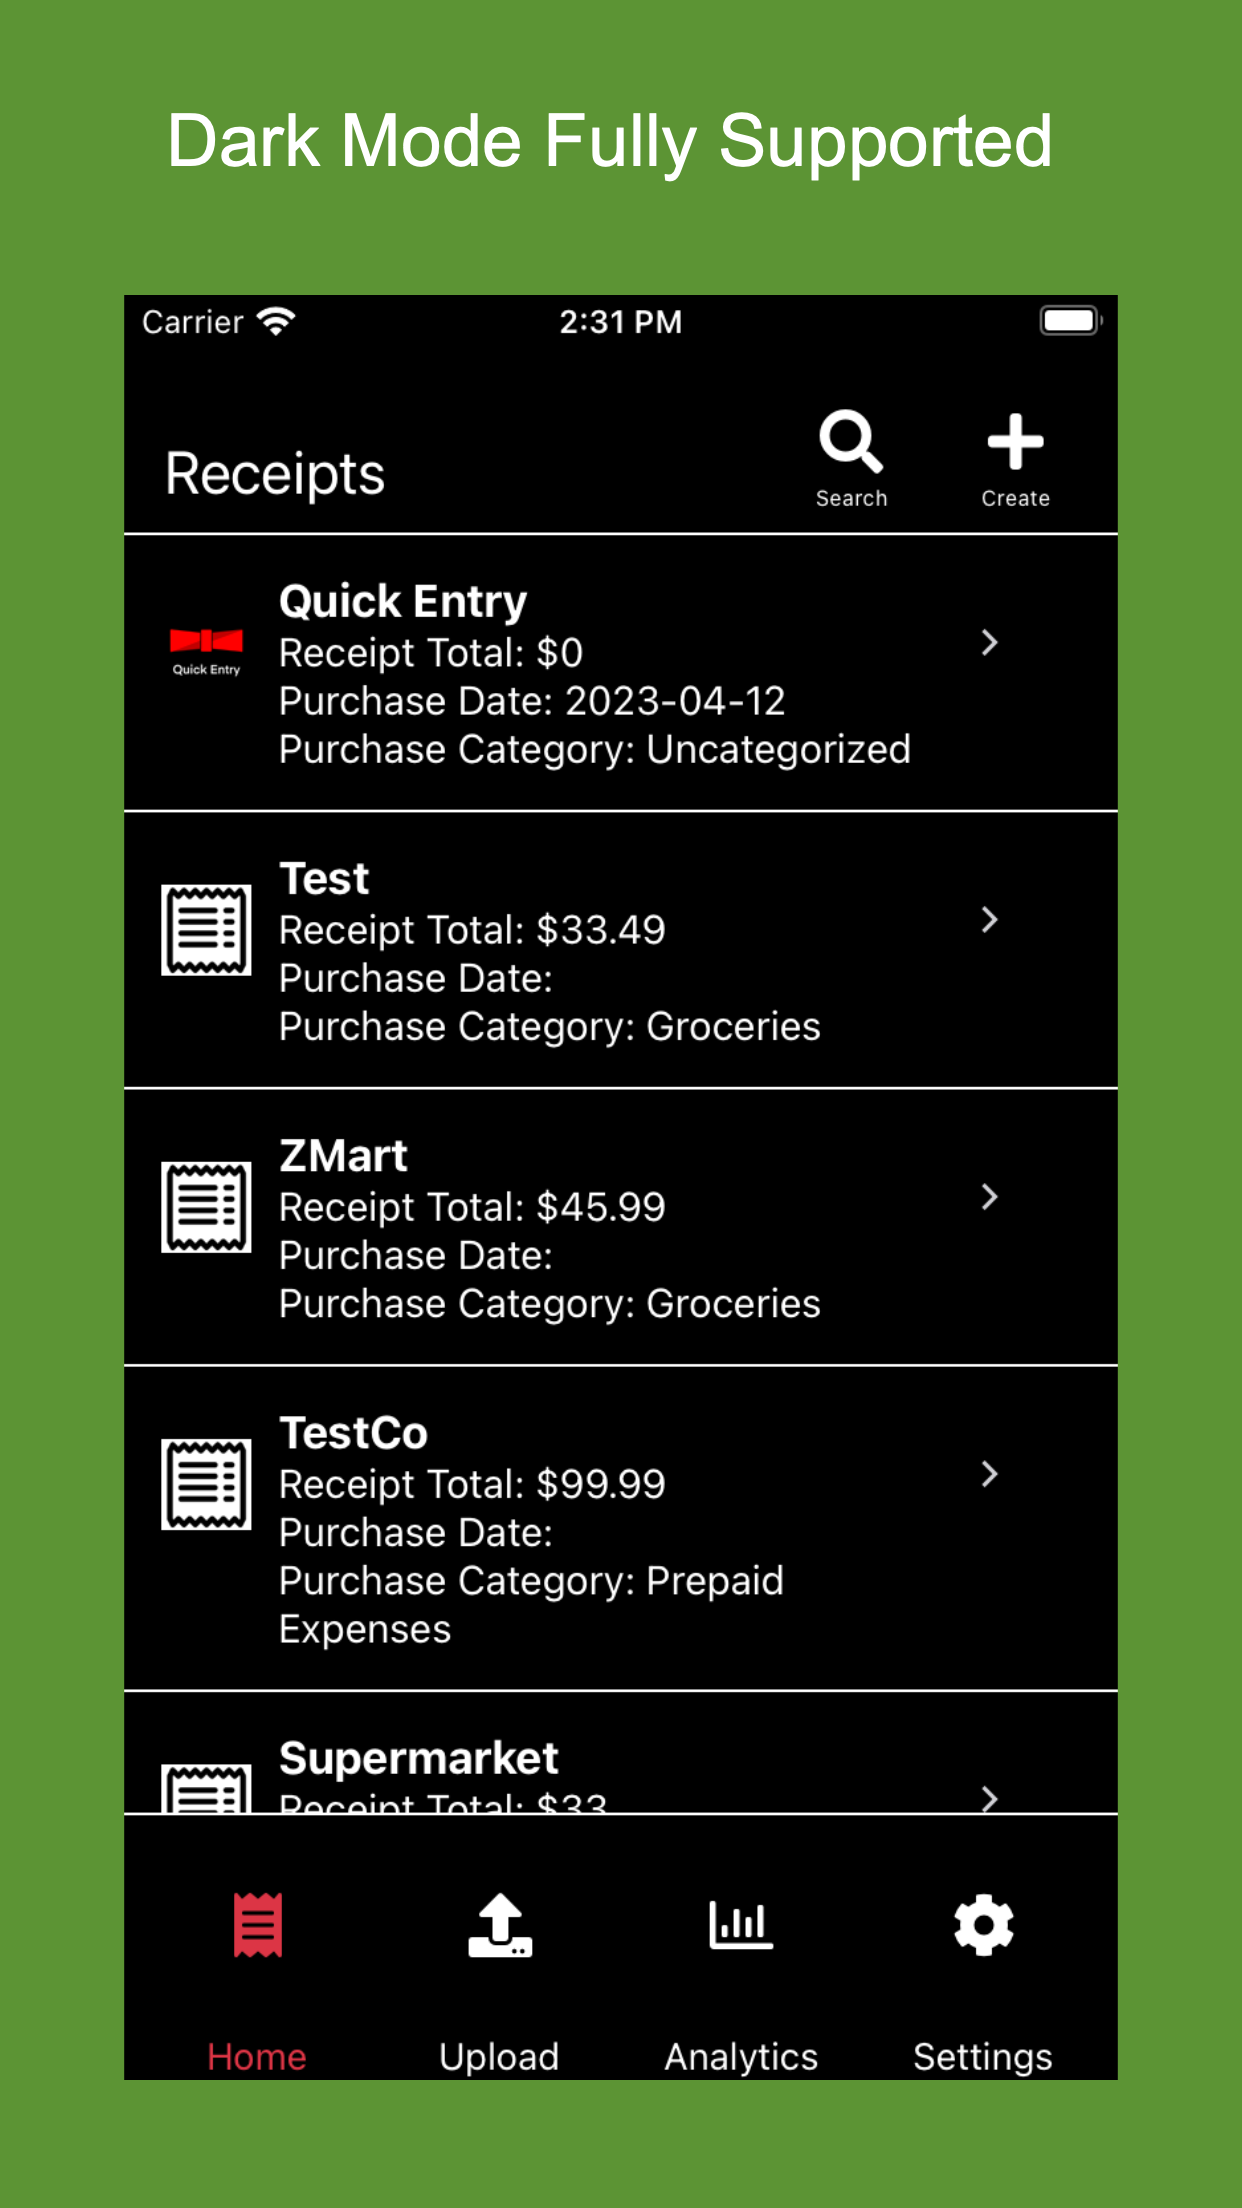 Dark Mode Fully Supported
Carrier 2:31 PM
Receipts
Search Create
Quick Entry
Quick Entry
Receipt Total: $0
Purchase Date: 2023-04-12
Purchase Category: Uncategorized
Test
Receipt Total: $33.49
Purchase Date:
Purchase Category: Groceries
ZMart
Receipt Total: $45.99
Purchase Date:
Purchase Category: Groceries
TestCo
Receipt Total: $99.99
Purchase Date:
Purchase Category: Prepaid
Expenses
Supermarket
Receipt Total: $33
Home Upload Analytics Settings